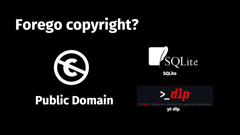 Forego copyright?
SQLite
SQLite
>_dlp
yt-dlp
Public Domain